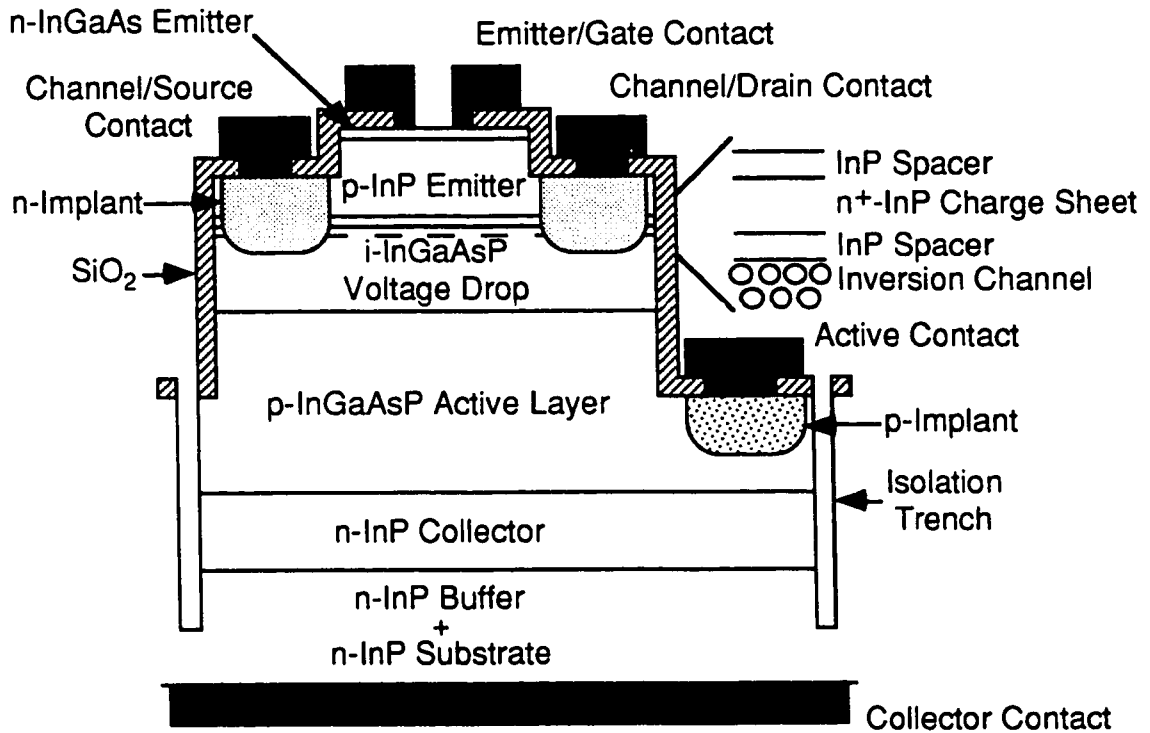 n-InGaAs Emitter
Emitter/Gate Contact
Channel/Source
Contact
Channel/Drain Contact
InP Spacer
p-InP Emitter
n-Implant
n+-InP Charge Sheet
InP Spacer
i-InGaAsP
Voltage Drop
SiO2
Inversion Channel
Active Contact
p-InGaAsP Active Layer
p-Implant
Isolation
Trench
n-InP Collector
n-InP Buffer
+
n-InP Substrate
Collector Contact